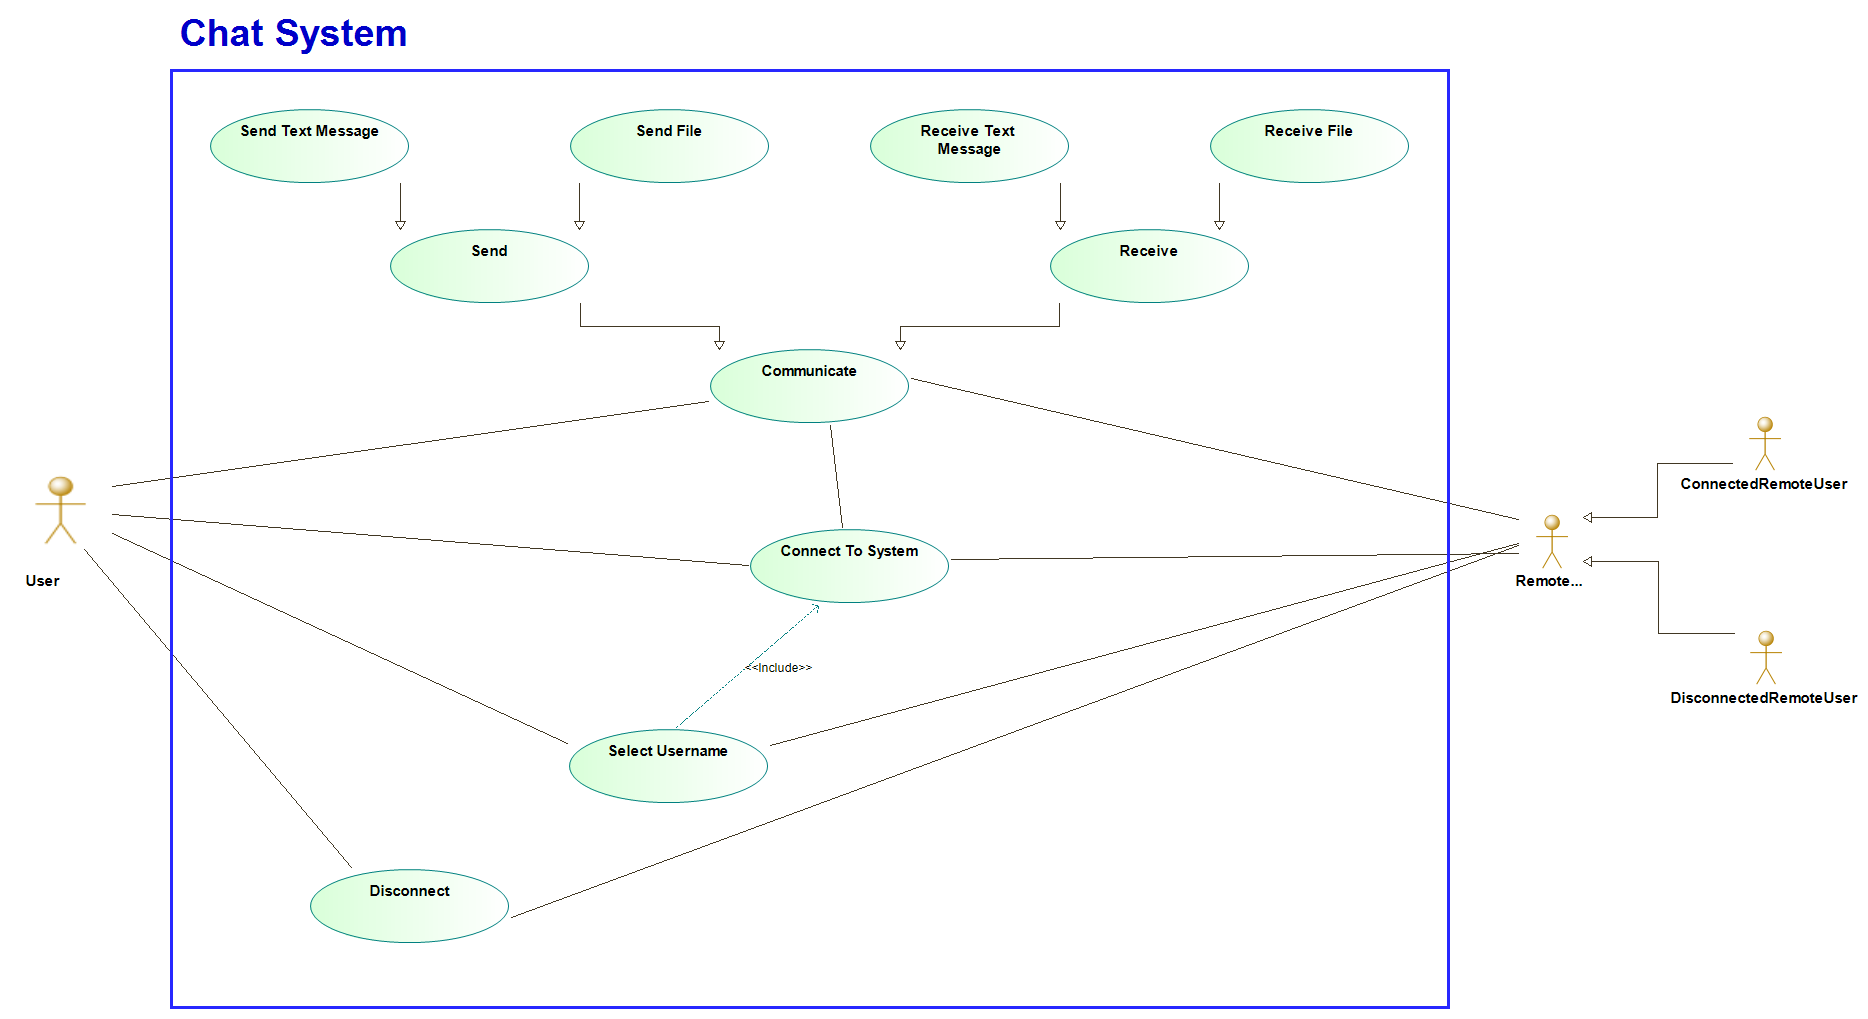 Chat System
Send Text Message
Send File
Receive Text
Message
Receive File
Send
Receive
Communicate
ConnectedRemoteUser
Connect To System
User
Remote...
<<Include>>
DisconnectedRemoteUser
Select Username
Disconnect